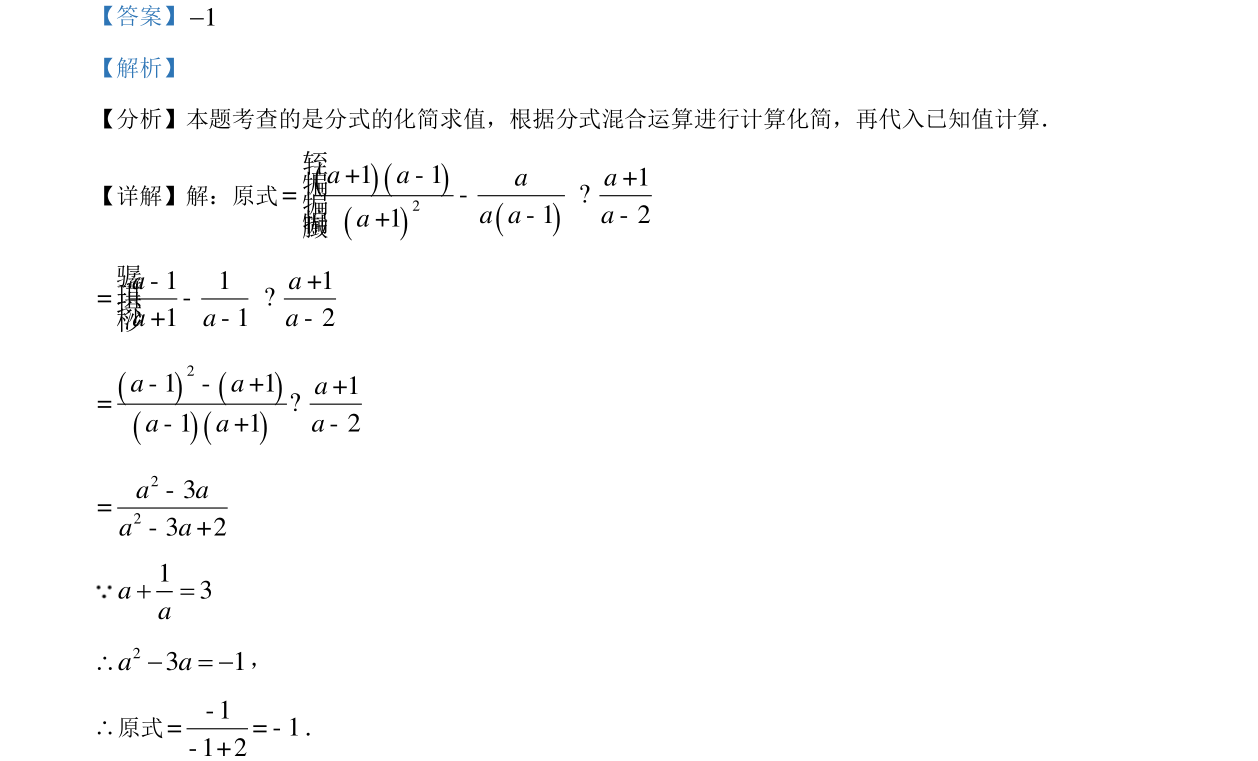 【答案】 −1
【解析】
【分析】本题考查的是分式的化简求值，根据分式混合运算进行计算化简，再代入已知值计算．
【详解】解：原式 = (a+1)(a-1)/(a+1)^2 - a/(a(a-1)) ? (a+1)/(a-2)
= (a-1)/(a+1) - 1/(a-1) ? (a+1)/(a-2)
= ((a-1)^2-(a+1))/((a-1)(a+1)) ? (a+1)/(a-2)
= (a^2-3a)/(a^2-3a+2)
∵ a+1/a=3
∴ a^2−3a=−1，
∴ 原式 = -1/(-1+2) = -1．